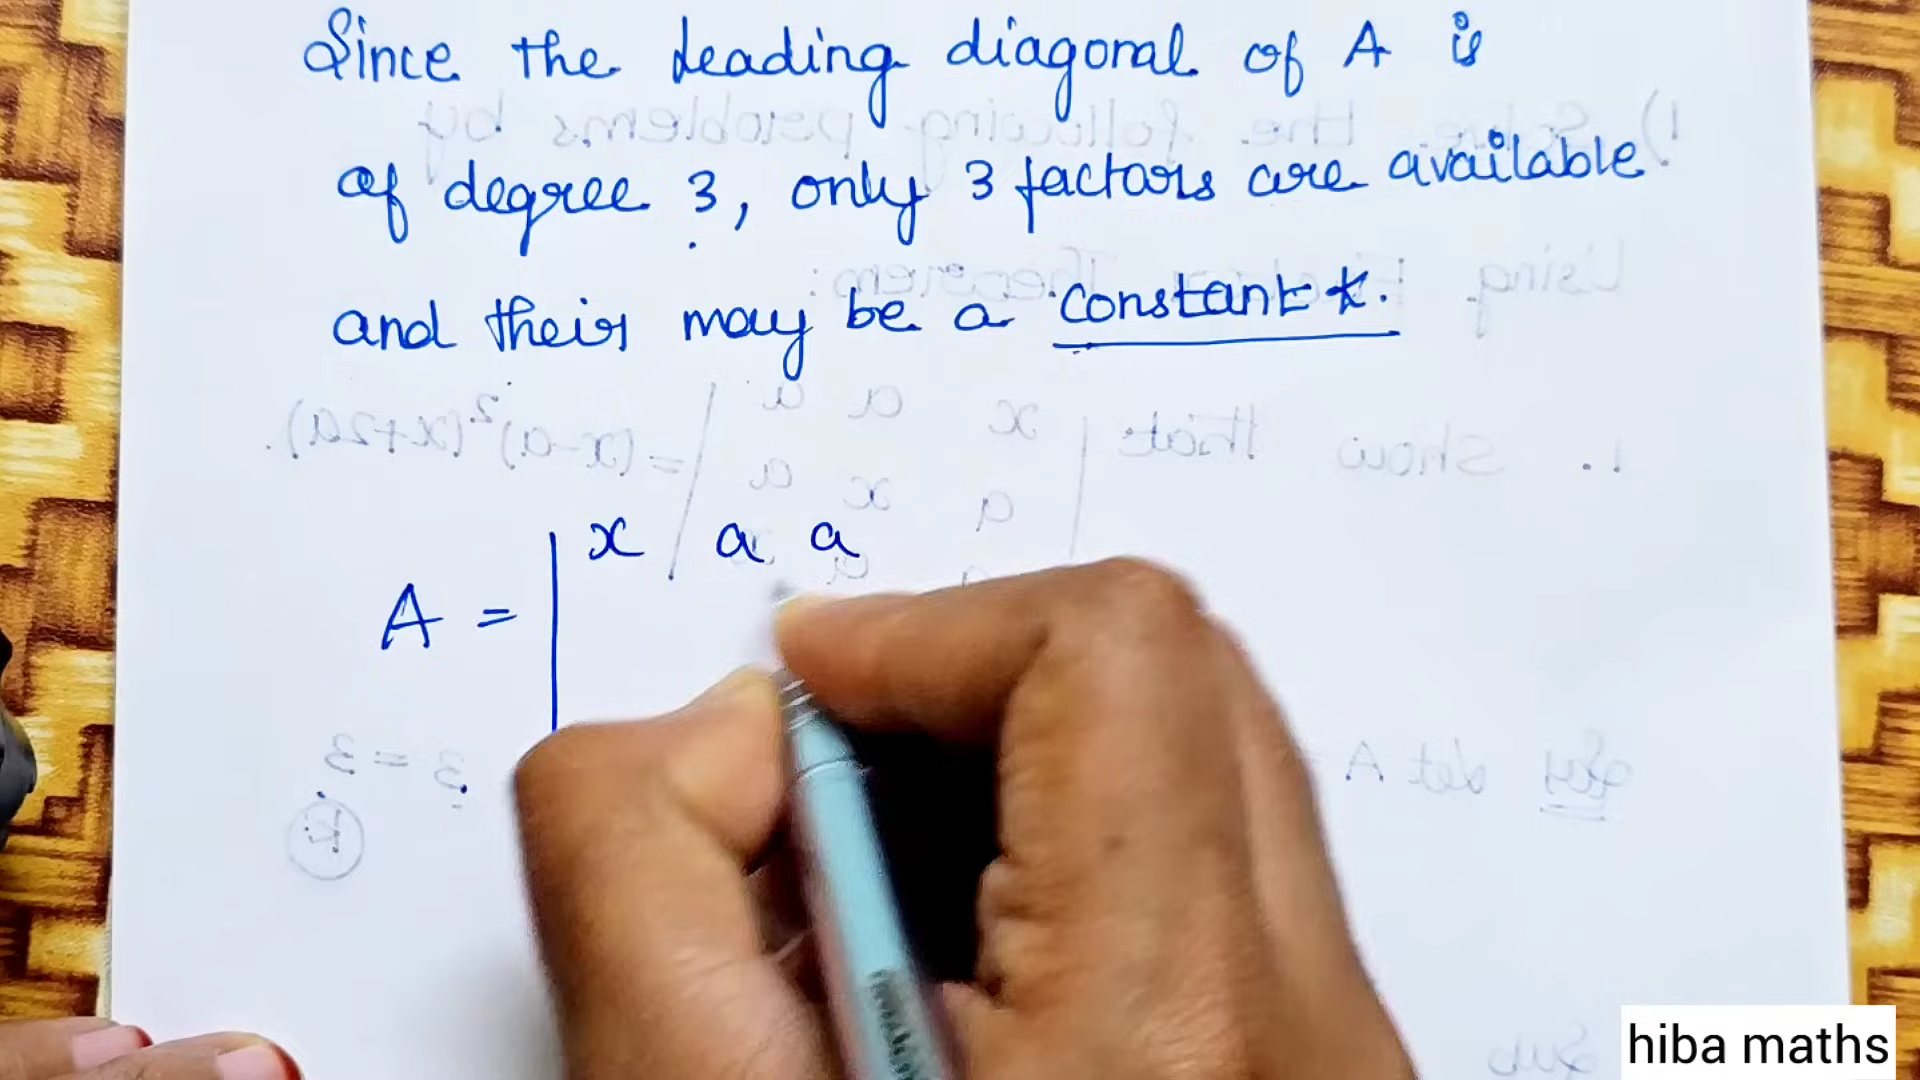 Since the leading diagonal of A is
of degree 3, only 3 factors are available
and their may be a constant k.
A = | x a a
hiba maths